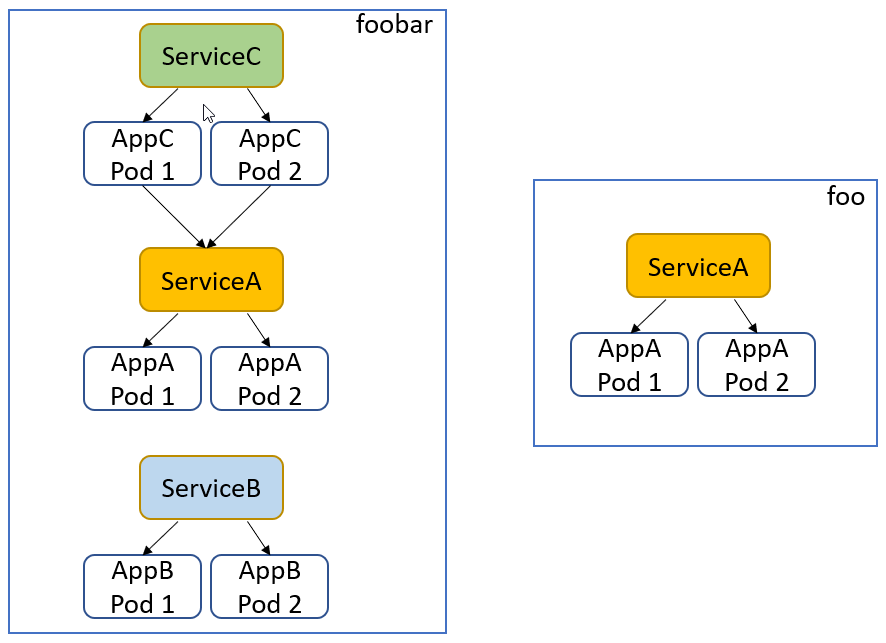 foobar
ServiceC
AppC
Pod 1
AppC
Pod 2
ServiceA
AppA
Pod 1
AppA
Pod 2
ServiceB
AppB
Pod 1
AppB
Pod 2
foo
ServiceA
AppA
Pod 1
AppA
Pod 2